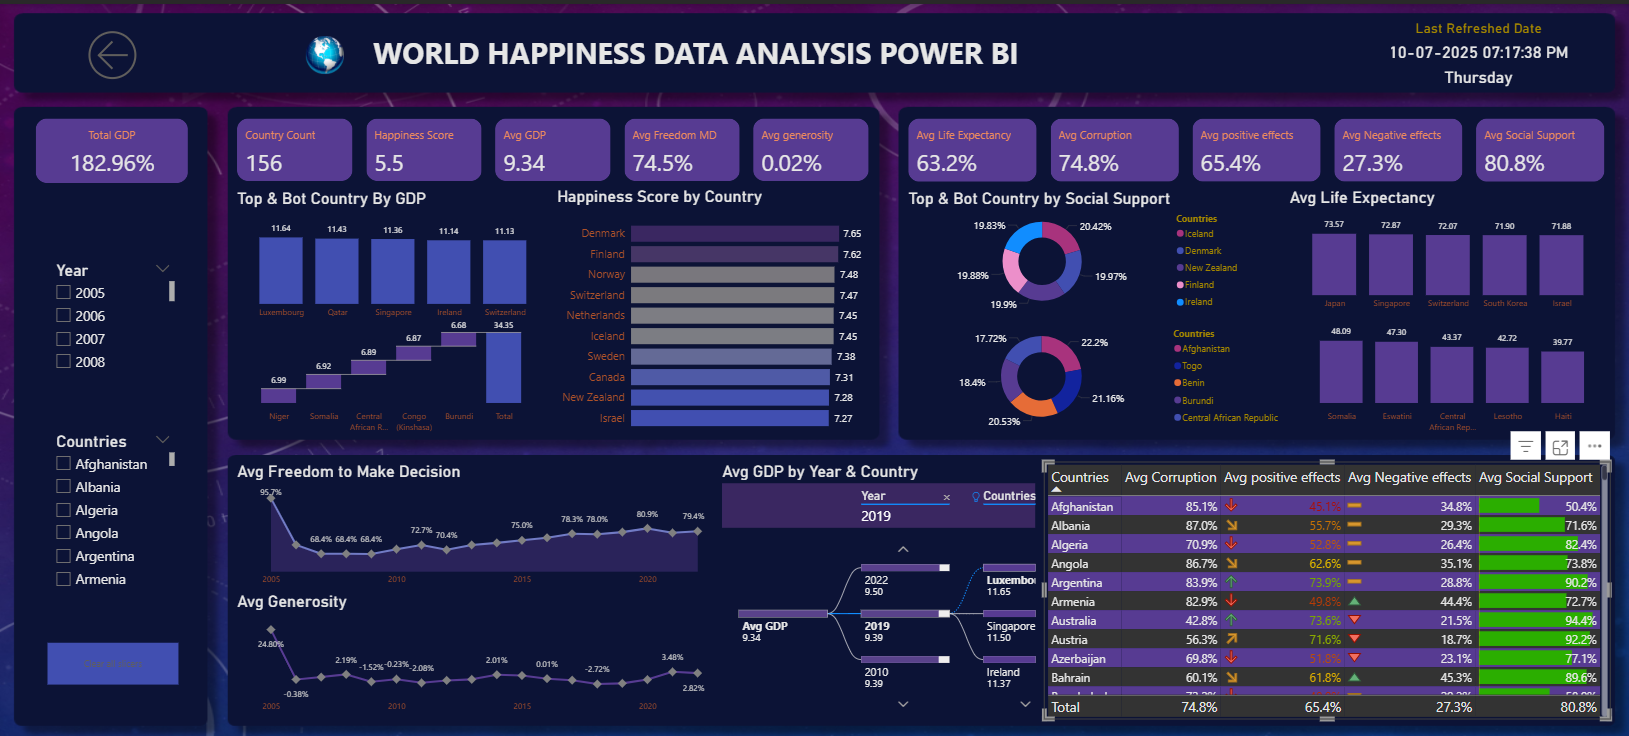 WORLD HAPPINESS DATA ANALYSIS POWER BI
Last Refreshed Date
10-07-2025 07:17:38 PM
Thursday
Total GDP
182.96%
Year
2005
2006
2007
2008
Countries
Afghanistan
Albania
Algeria
Angola
Argentina
Armenia
Country Count
156
Happiness Score
5.5
Avg GDP
9.34
Avg Freedom MD
74.5%
Avg generosity
0.02%
Avg Life Expectancy
63.2%
Avg Corruption
74.8%
Avg positive effects
65.4%
Avg Negative effects
27.3%
Avg Social Support
80.8%
Top & Bot Country By GDP
11.64 11.43 11.36 11.14 11.13
Luxembourg Qatar Singapore Ireland Switzerland
6.99 6.92 6.89 6.87 6.68 34.35
Niger Somalia Central African R... Congo (Kinshasa) Burundi Total
Happiness Score by Country
Denmark 7.65
Finland 7.62
Norway 7.48
Switzerland 7.47
Netherlands 7.45
Iceland 7.45
Sweden 7.38
Canada 7.31
New Zealand 7.28
Israel 7.27
Top & Bot Country by Social Support
19.83% 20.42%
19.88% 19.97%
19.9%
Countries
Iceland
Denmark
New Zealand
Finland
Ireland
17.72% 22.2%
18.4% 21.16%
20.53%
Countries
Afghanistan
Togo
Benin
Burundi
Central African Republic
Avg Life Expectancy
73.57 72.87 72.07 71.90 71.88
Japan Singapore Switzerland South Korea Israel
48.09 47.30 43.37 42.72 39.77
Somalia Eswatini Central African Rep... Lesotho Haiti
Avg Freedom to Make Decision
95.7% 68.4% 68.4% 68.4% 72.7% 70.4% 75.0% 78.3% 78.0% 80.9% 79.4%
2005 2010 2015 2020
Avg Generosity
24.80% -0.38% 2.19% -1.52% -0.23% -2.08% 2.01% 0.01% -2.72% 3.48% 2.82%
2005 2010 2015 2020
Avg GDP by Year & Country
Year × Countries
2019
Avg GDP
9.34
2022
9.50
2019
9.39
2010
9.39
Luxembo
11.65
Singapore
11.50
Ireland
11.37
Countries Avg Corruption Avg positive effects Avg Negative effects Avg Social Support
Afghanistan 85.1% 45.1% 34.8% 50.4%
Albania 87.0% 55.7% 29.3% 71.6%
Algeria 70.9% 52.8% 26.4% 82.4%
Angola 86.7% 62.6% 35.1% 73.8%
Argentina 83.9% 73.9% 28.8% 90.2%
Armenia 82.9% 49.8% 44.4% 72.7%
Australia 42.8% 73.6% 21.5% 94.4%
Austria 56.3% 71.6% 18.7% 92.2%
Azerbaijan 69.8% 51.8% 23.1% 77.1%
Bahrain 60.1% 61.8% 45.3% 89.6%
Total 74.8% 65.4% 27.3% 80.8%